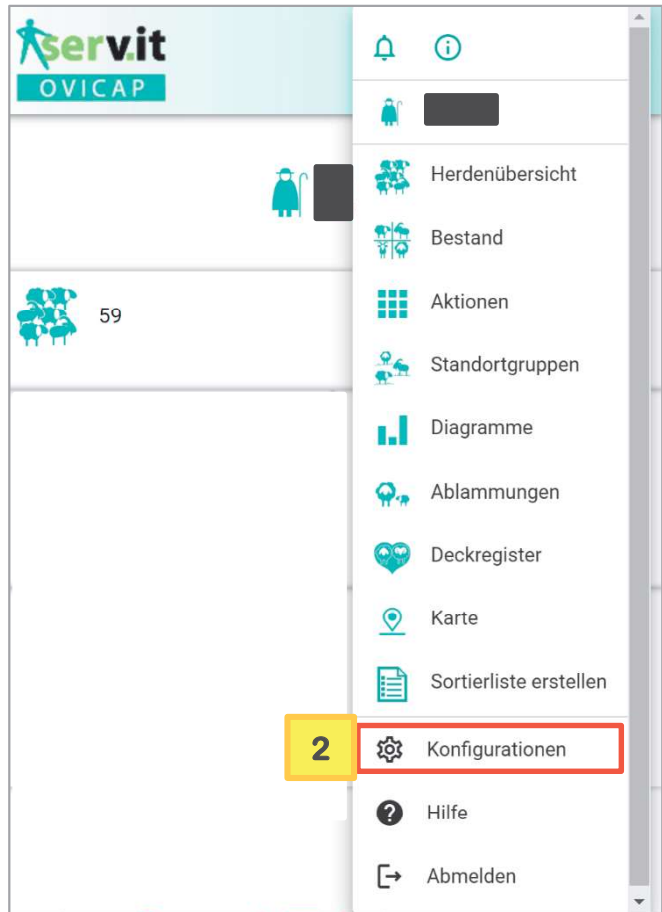 serv.it
OVICAP
59
Herdenübersicht
Bestand
Aktionen
Standortgruppen
Diagramme
Ablammungen
Deckregister
Karte
Sortierliste erstellen
2 Konfigurationen
Hilfe
Abmelden